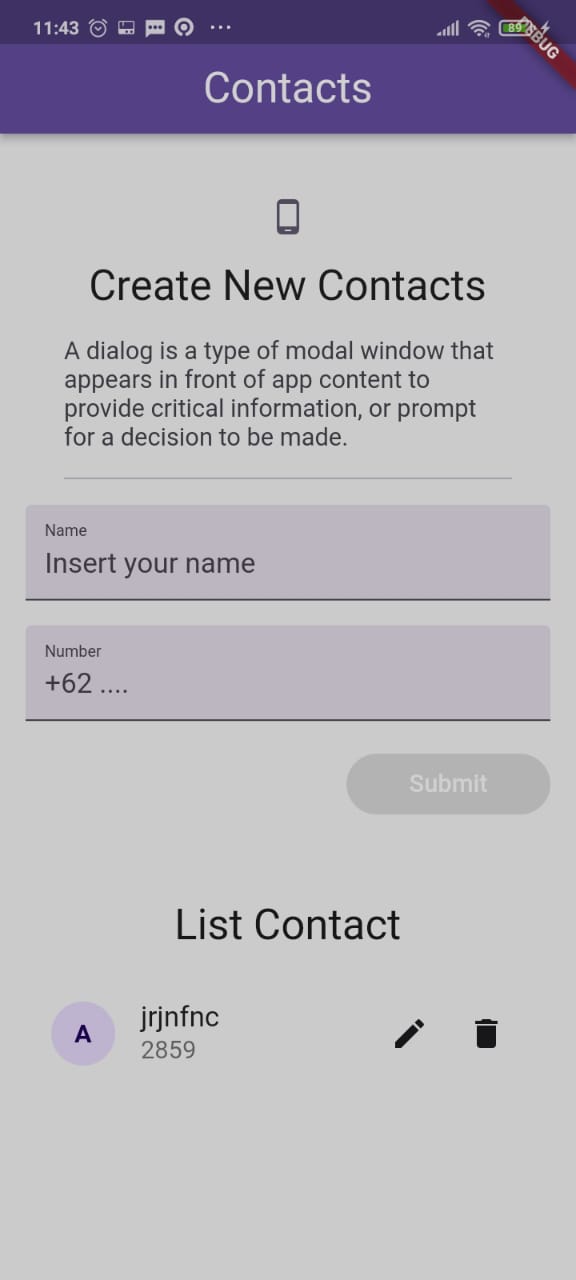 11:43
89
DEBUG
Contacts
Create New Contacts
A dialog is a type of modal window that
appears in front of app content to
provide critical information, or prompt
for a decision to be made.
Name
Insert your name
Number
+62 ....
Submit
List Contact
A
jrjnfnc
2859